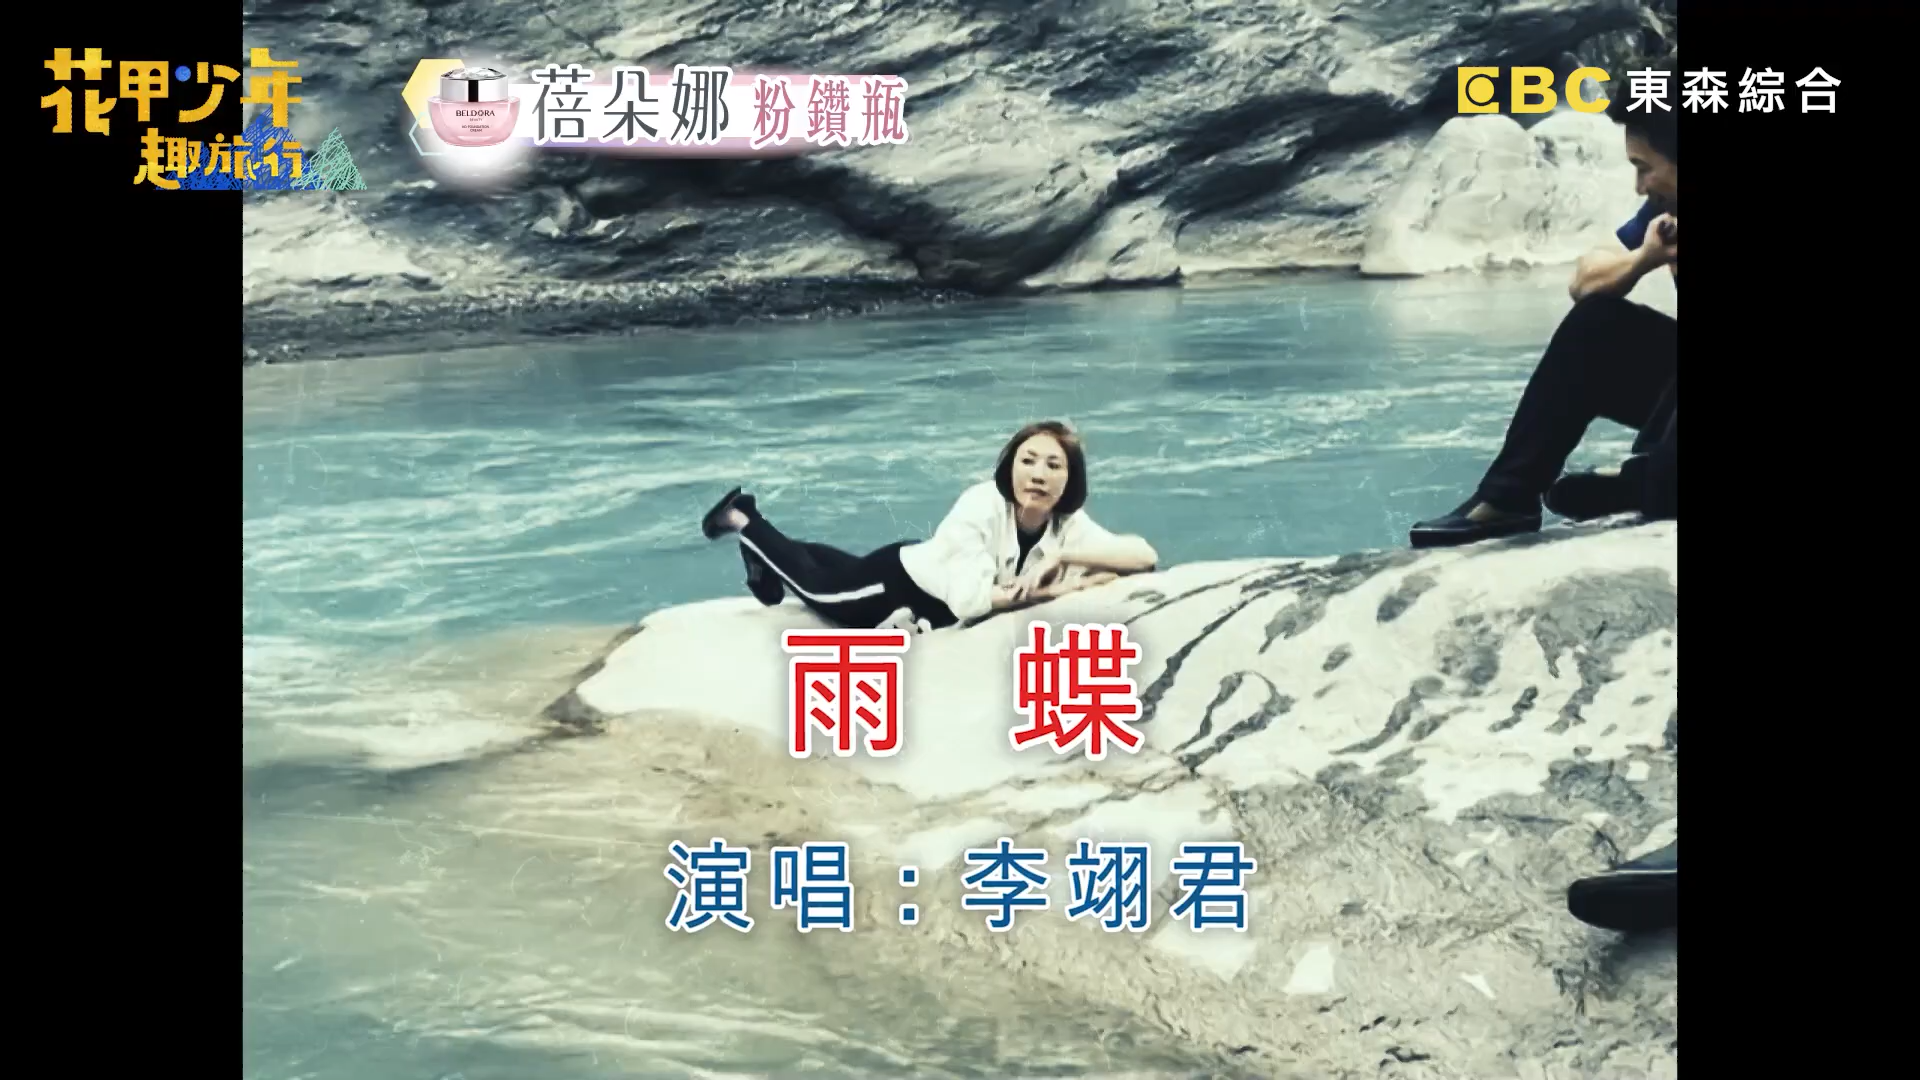 花甲少年
趣旅行
BELDORA
蓓朵娜 粉鑽瓶
EBC 東森綜合
雨 蝶
演唱：李翊君